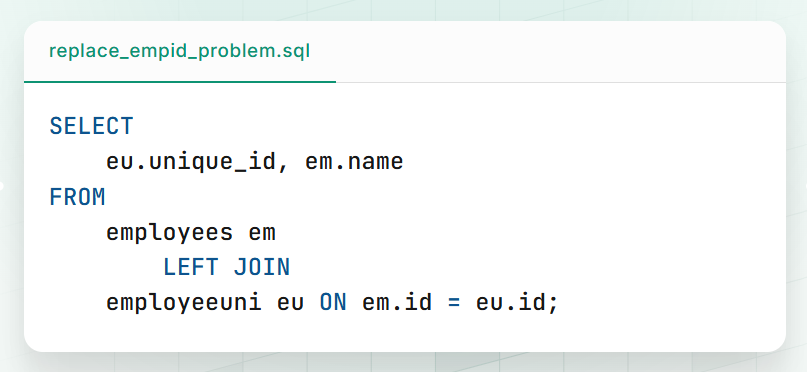 replace_empid_problem.sql
SELECT
    eu.unique_id, em.name
FROM
    employees em
        LEFT JOIN
    employeeuni eu ON em.id = eu.id;